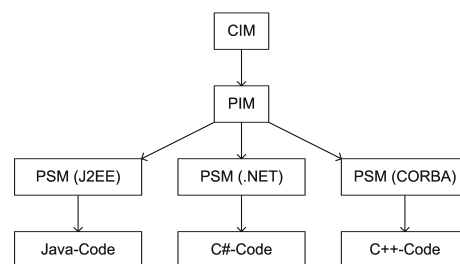 CIM
PIM
PSM (J2EE)
PSM (.NET)
PSM (CORBA)
Java-Code
C#-Code
C++-Code